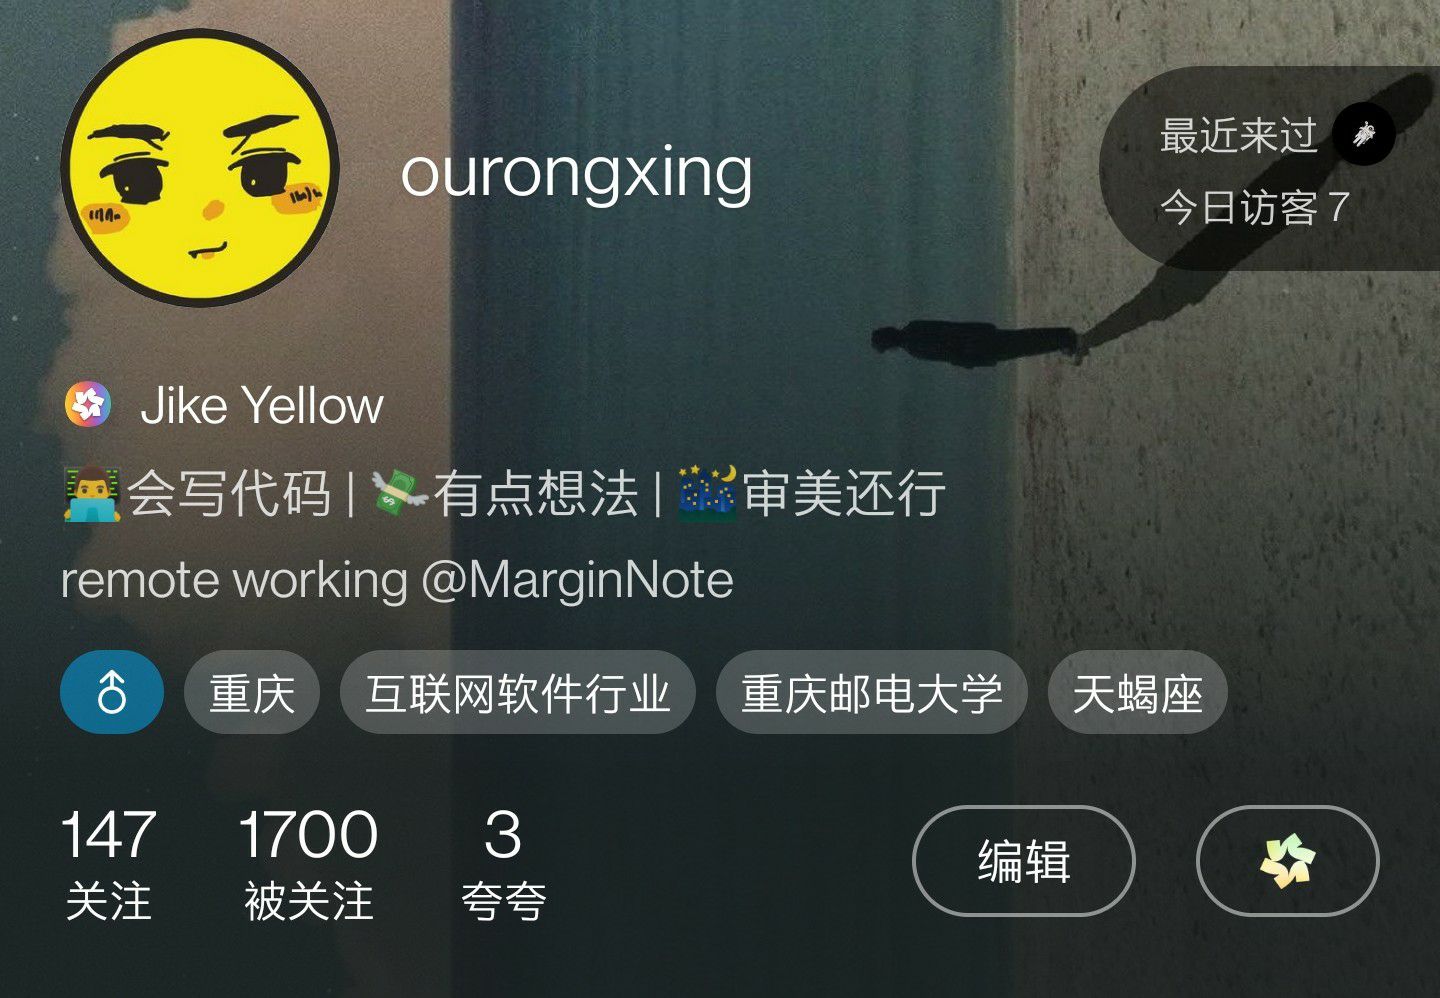 ourongxing
最近来过
今日访客 7
Jike Yellow
👨‍💻会写代码 | 💸有点想法 | 🌃审美还行
remote working @MarginNote
♂ 重庆 互联网软件行业 重庆邮电大学 天蝎座
147 1700 3
关注 被关注 夸夸
编辑